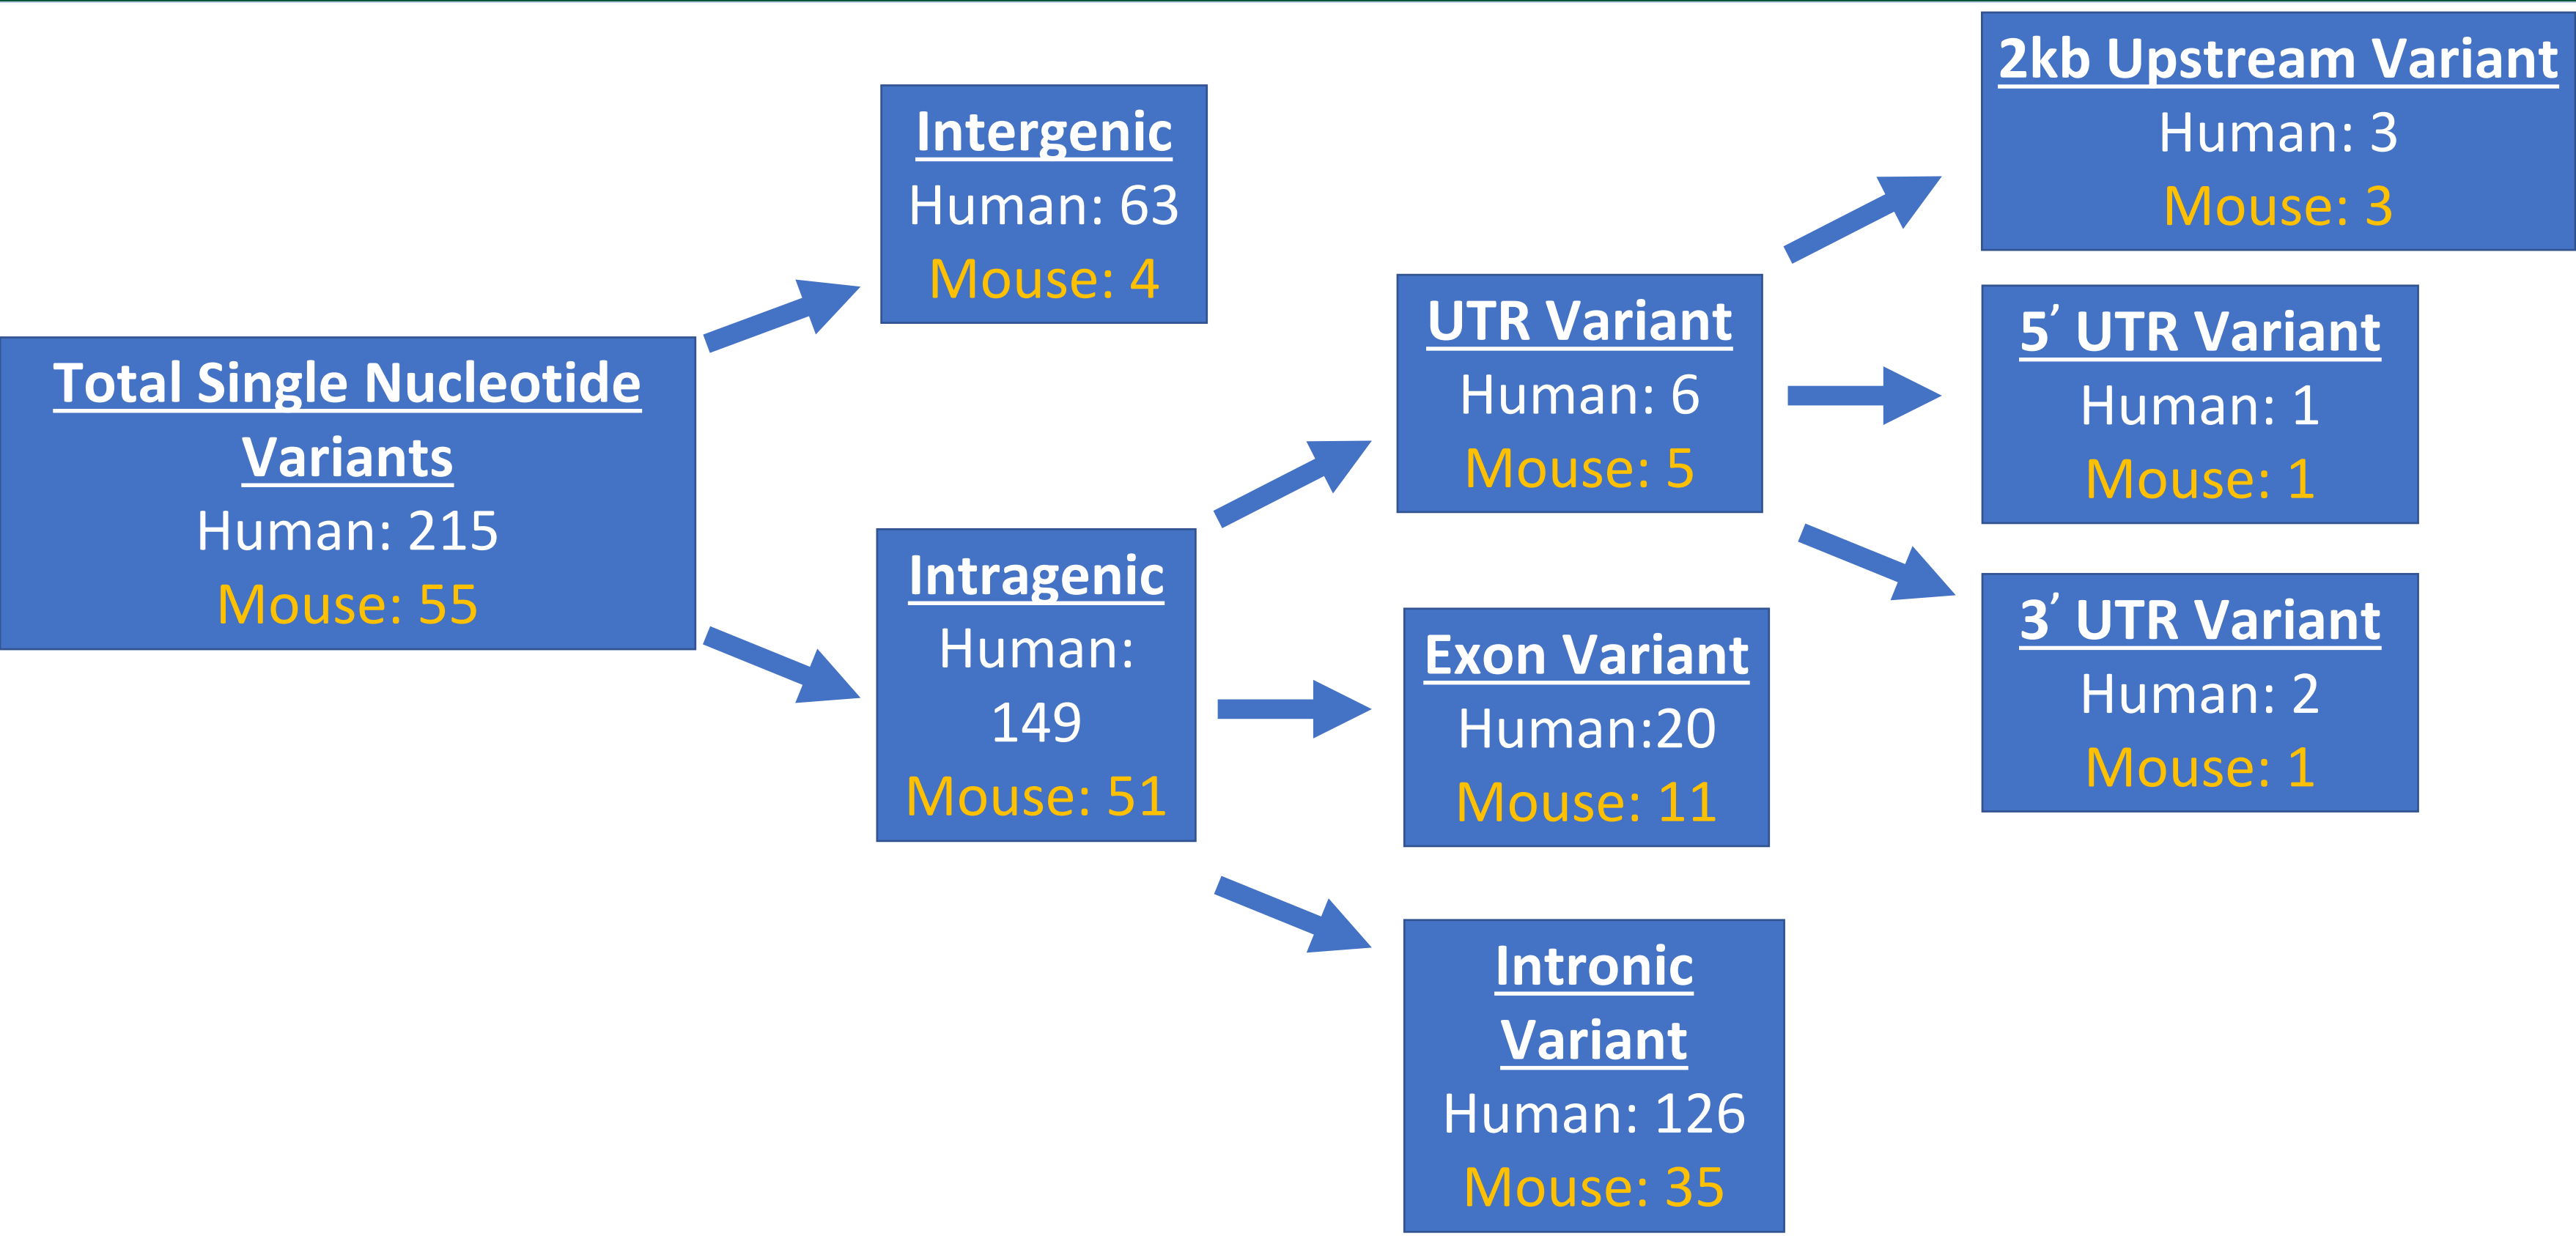 Total Single Nucleotide
Variants
Human: 215
Mouse: 55
Intergenic
Human: 63
Mouse: 4
Intragenic
Human:
149
Mouse: 51
UTR Variant
Human: 6
Mouse: 5
Exon Variant
Human:20
Mouse: 11
Intronic
Variant
Human: 126
Mouse: 35
2kb Upstream Variant
Human: 3
Mouse: 3
5′ UTR Variant
Human: 1
Mouse: 1
3′ UTR Variant
Human: 2
Mouse: 1